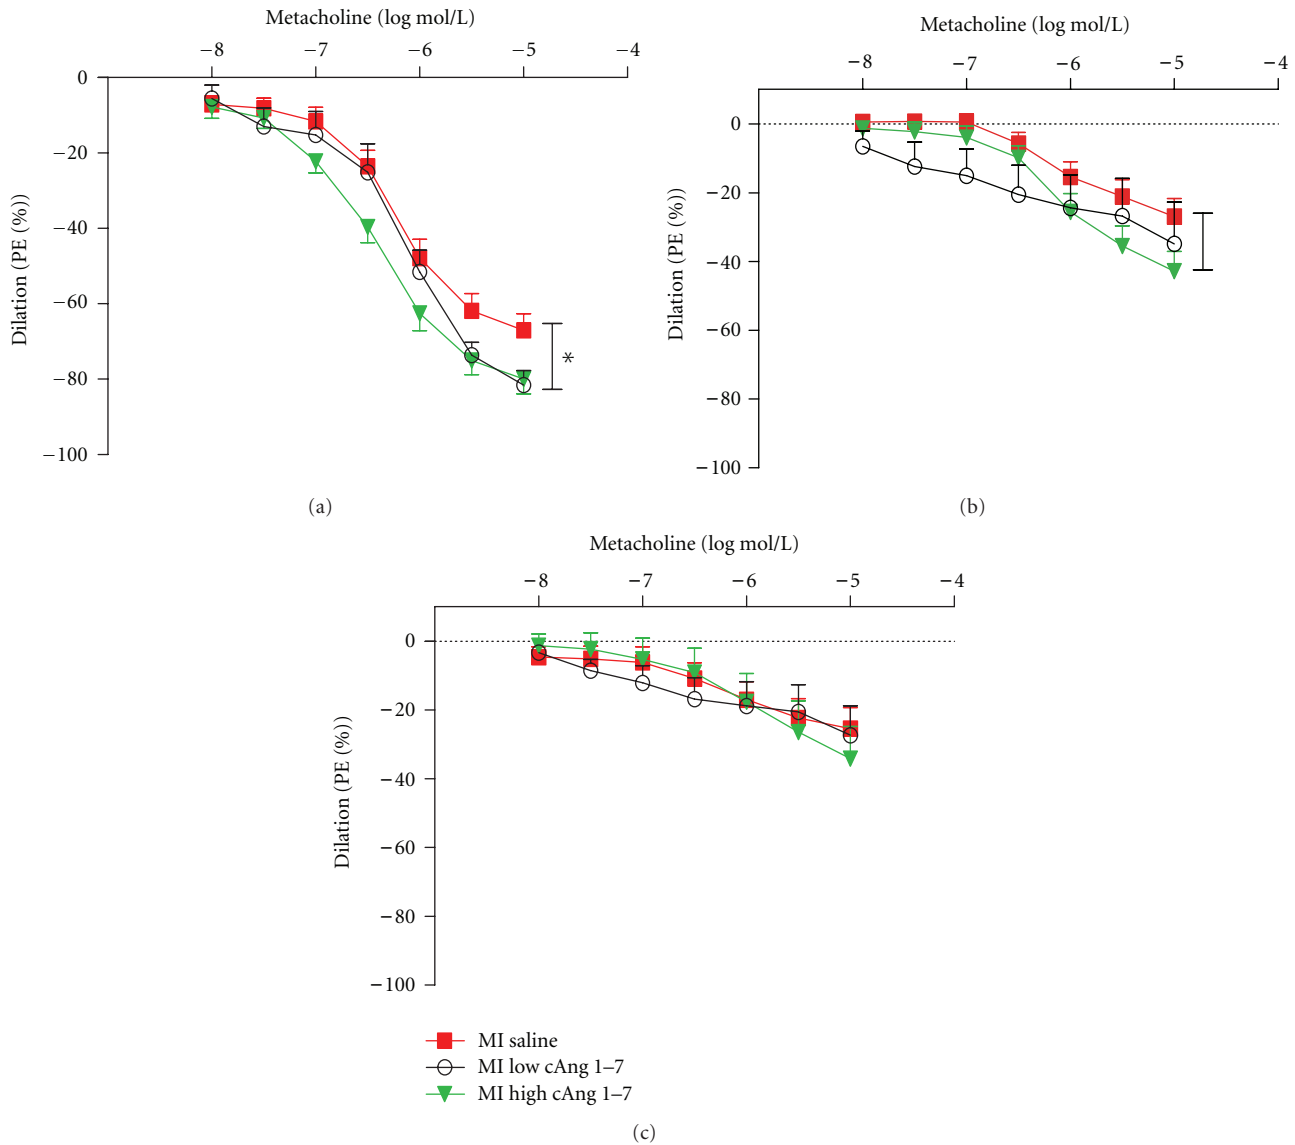 Metacholine (log mol/L)
−8 −7 −6 −5 −4
0
−20
−40
−60
−80
−100
Dilation (PE (%))
*
(a)
Metacholine (log mol/L)
−8 −7 −6 −5 −4
0
−20
−40
−60
−80
−100
Dilation (PE (%))
(b)
Metacholine (log mol/L)
−8 −7 −6 −5 −4
0
−20
−40
−60
−80
−100
Dilation (PE (%))
MI saline
MI low cAng 1–7
MI high cAng 1–7
(c)